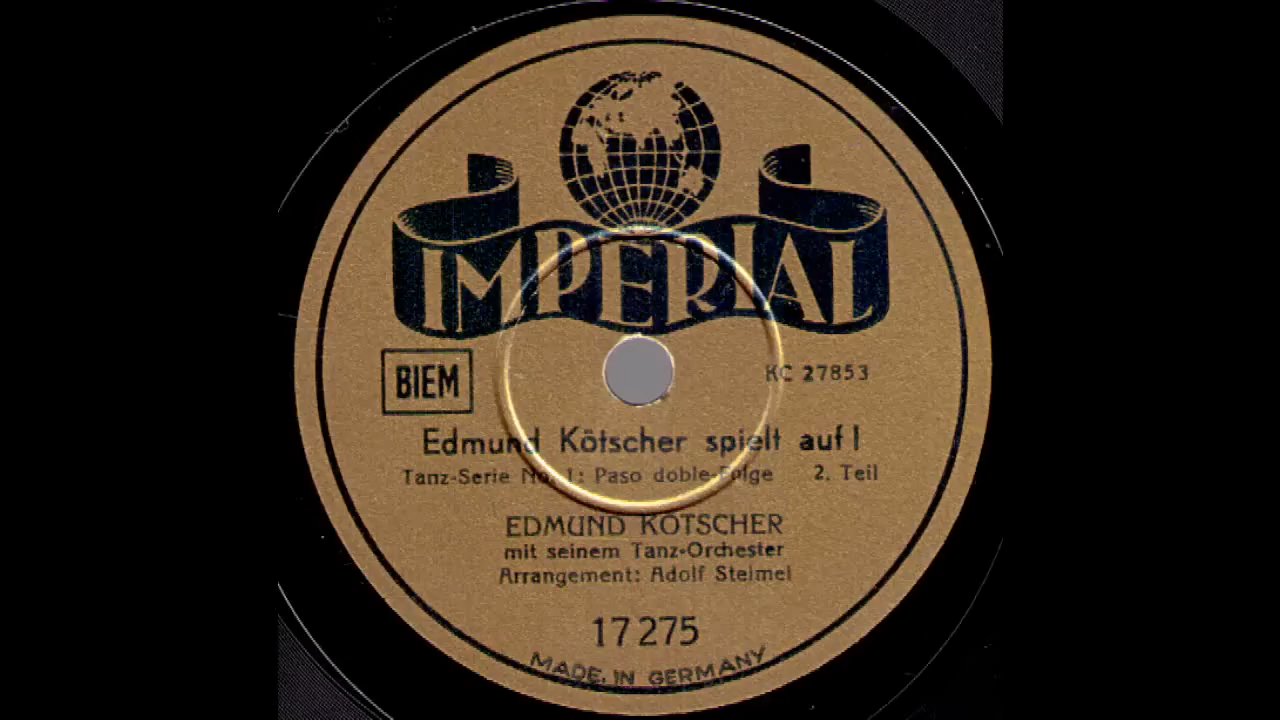 IMPERIAL
BIEM
KC 27853
Edmund Kötscher spielt auf!
Tanz-Serie No. 1: Paso doble-Folge 2. Teil
EDMUND KÖTSCHER
mit seinem Tanz-Orchester
Arrangement: Adolf Steimel
17275
MADE IN GERMANY